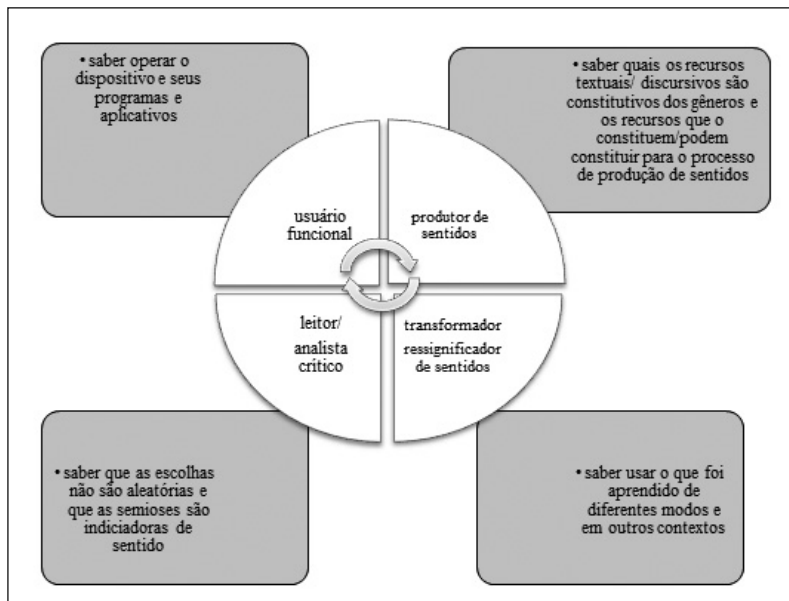 • saber operar o
dispositivo e seus
programas e
aplicativos
• saber quais os recursos
textuais/ discursivos são
constitutivos dos gêneros e
os recursos que o
constituem/podem
constituir para o processo
de produção de sentidos
usuário
funcional
produtor de
sentidos
leitor/
analista
crítico
transformador
ressignificador
de sentidos
• saber que as escolhas
não são aleatórias e
que as semioses são
indiciadoras de
sentido
• saber usar o que foi
aprendido de
diferentes modos e
em outros contextos